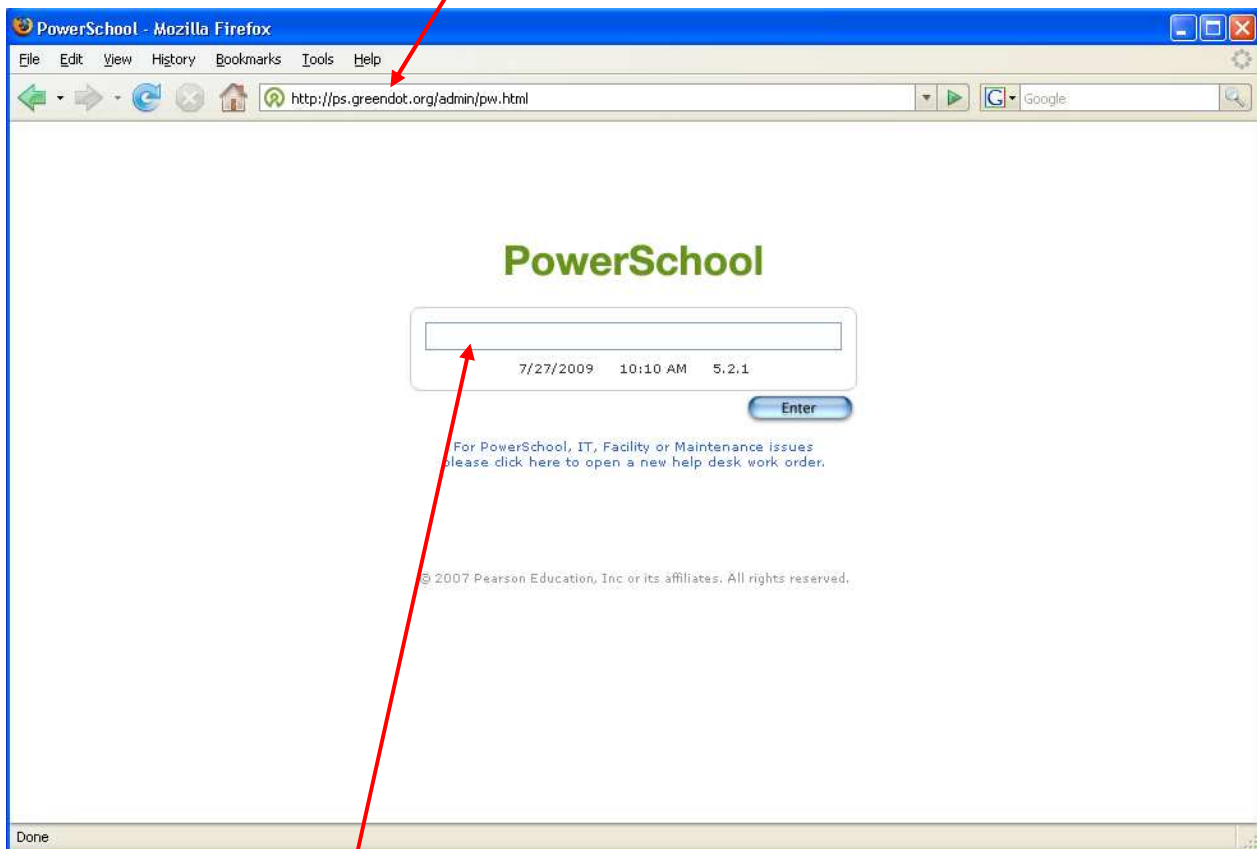 PowerSchool - Mozilla Firefox
File Edit View History Bookmarks Tools Help
http://ps.greendot.org/admin/pw.html
G Google
PowerSchool
7/27/2009 10:10 AM 5.2.1
Enter
For PowerSchool, IT, Facility or Maintenance issues
please click here to open a new help desk work order.
© 2007 Pearson Education, Inc or its affiliates. All rights reserved.
Done